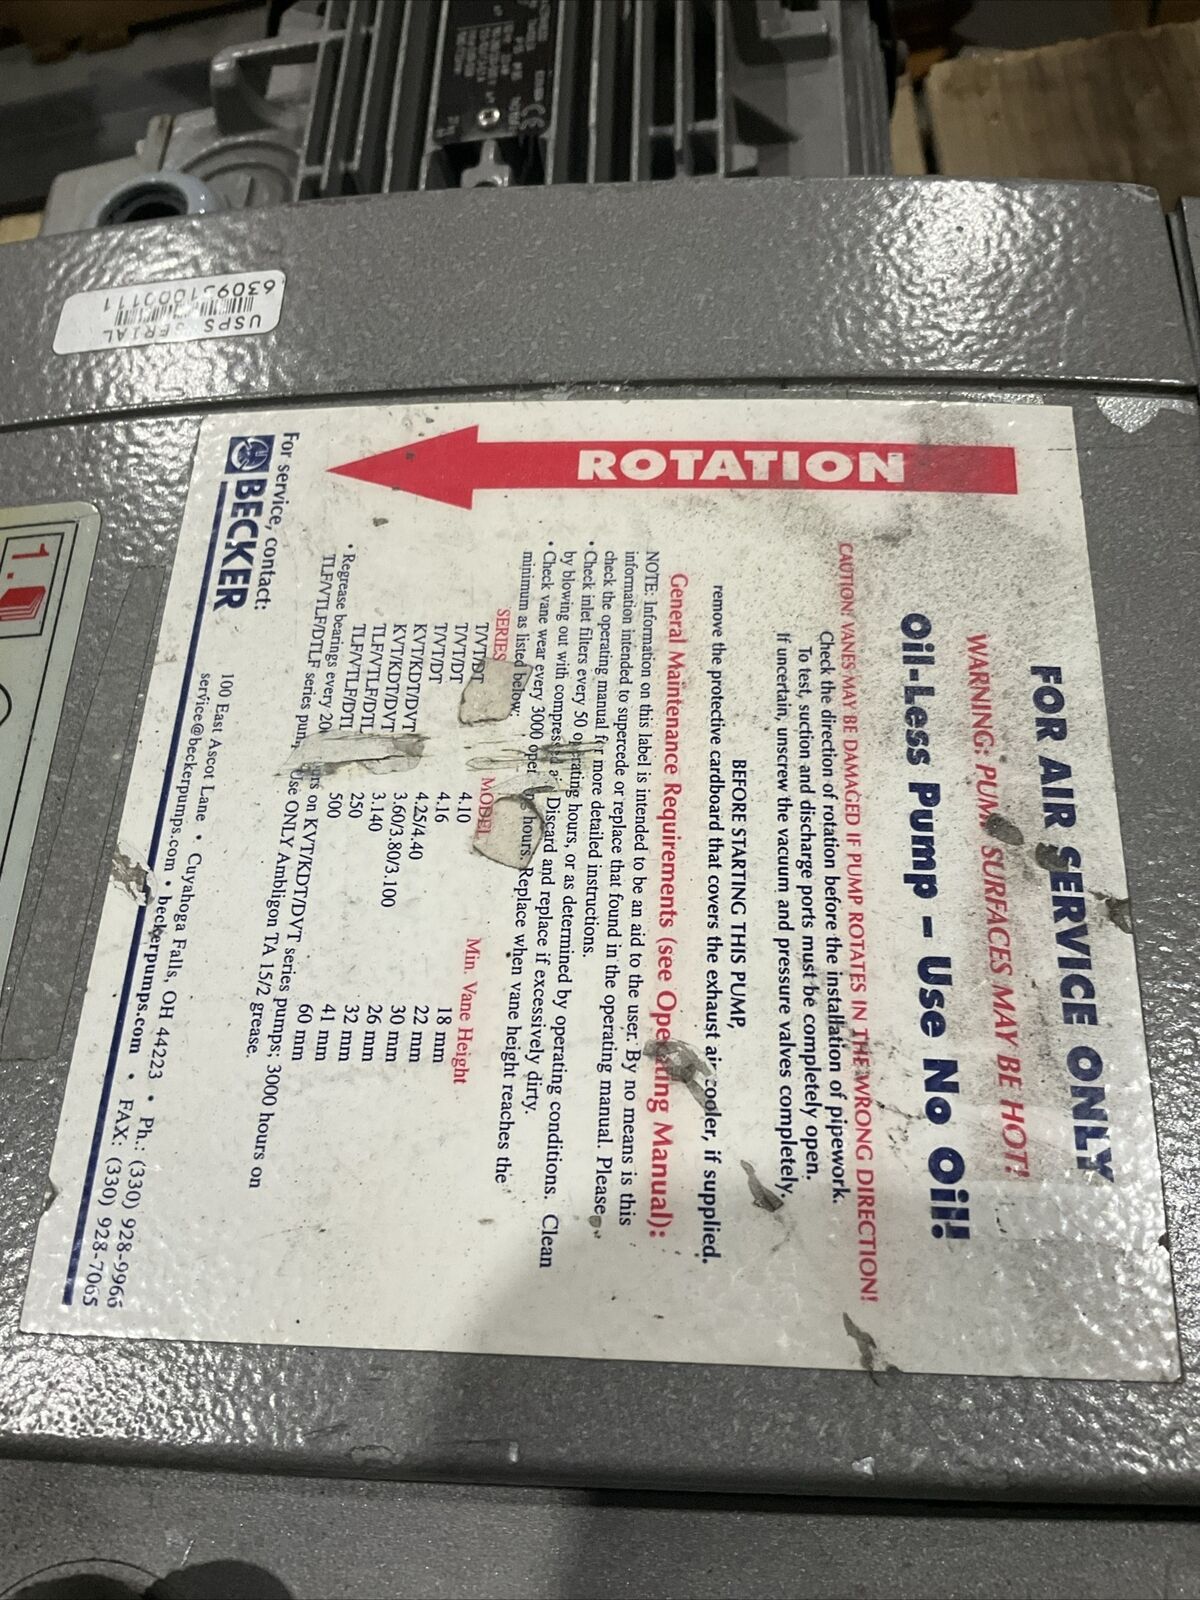 USPS SERIAL
630951000111
ROTATION
FOR AIR SERVICE ONLY
WARNING: PUMP SURFACES MAY BE HOT!
Oil-Less Pump - Use No Oil!
CAUTION: VANES MAY BE DAMAGED IF PUMP ROTATES IN THE WRONG DIRECTION!
Check the direction of rotation before the installation of pipework.
To test, suction and discharge ports must be completely open.
If uncertain, unscrew the vacuum and pressure valves completely.
BEFORE STARTING THIS PUMP,
remove the protective cardboard that covers the exhaust air cooler, if supplied.
General Maintenance Requirements (see Operating Manual):
NOTE: Information on this label is intended to be an aid to the user. By no means is this
information intended to supercede or replace that found in the operating manual. Please
check the operating manual for more detailed instructions.
• Check inlet filters every 50 operating hours, or as determined by operating conditions. Clean
by blowing out with compressed air. Discard and replace if excessively dirty.
• Check vane wear every 3000 operating hours. Replace when vane height reaches the
minimum as listed below:
SERIES MODEL Min. Vane Height
T/VT/DT 4.10 18 mm
T/VT/DT 4.16 22 mm
T/VT/DT 4.25/4.40 30 mm
KVT/KDT/DVT 3.60/3.80/3.100 26 mm
KVT/KDT/DVT 3.140 32 mm
TLF/VTLF/DTL 250 41 mm
TLF/VTLF/DTL 500 60 mm
• Regrease bearings every hours on KVT/KDT/DVT series pumps; 3000 hours on
TLF/VTLF/DTLF series pumps. Use ONLY Ambligon TA 15/2 grease.
For service, contact:
BECKER
100 East Ascot Lane • Cuyahoga Falls, OH 44223 • Ph.: (330) 928-9966
service@beckerpumps.com • beckerpumps.com • FAX: (330) 928-7065
1.